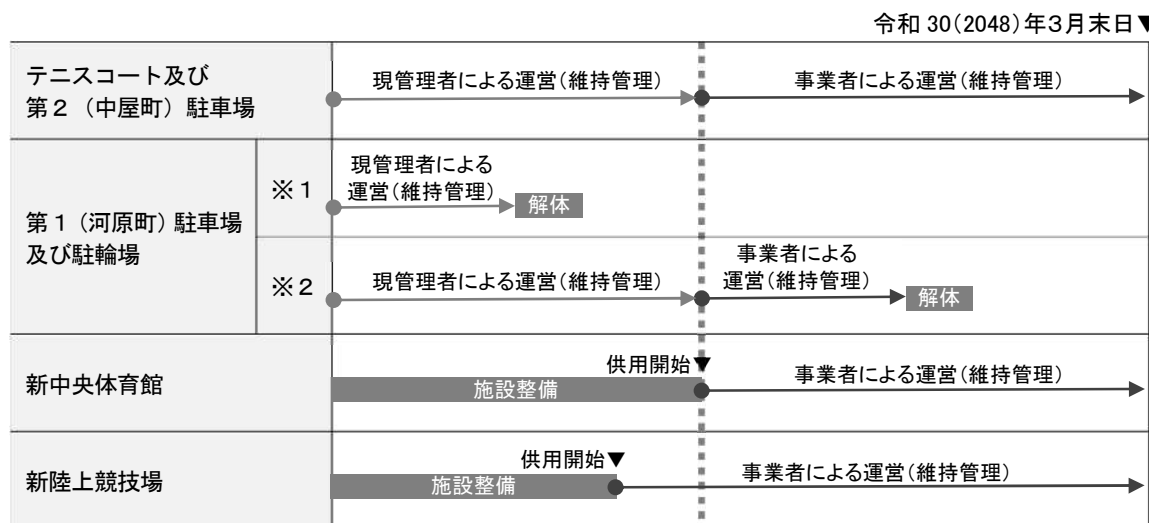 令和 30(2048)年3月末日▼
テニスコート及び
第2（中屋町）駐車場
現管理者による運営(維持管理)
事業者による運営(維持管理)
第1（河原町）駐車場
及び駐輪場
※1
現管理者による
運営(維持管理)
解体
※2
現管理者による運営(維持管理)
事業者による
運営(維持管理)
解体
新中央体育館
供用開始▼
施設整備
事業者による運営(維持管理)
新陸上競技場
供用開始▼
施設整備
事業者による運営(維持管理)